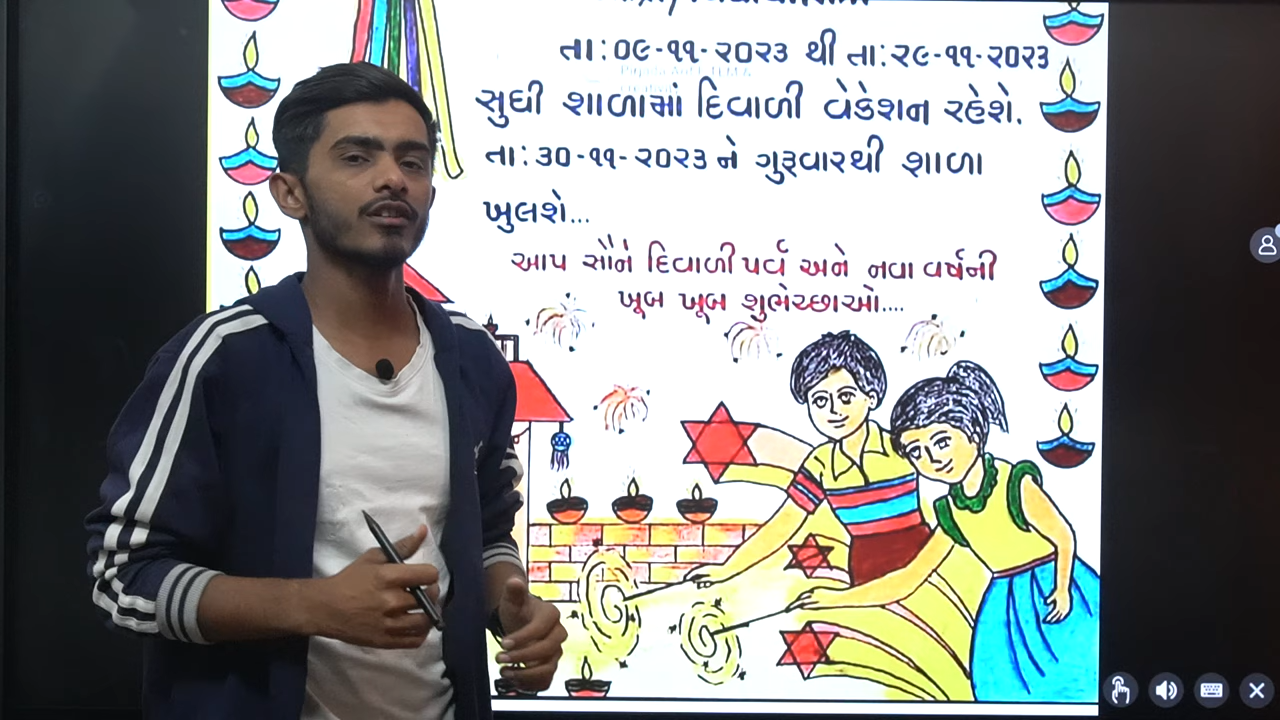 તા:૦૯-૧૧-૨૦૨૩ થી તા:૨૯-૧૧-૨૦૨૩
સુધી શાળામાં દિવાળી વેકેશન રહેશે.
તા:૩૦-૧૧-૨૦૨૩ ને ગુરૂવારથી શાળા
ખુલશે...
આપ સૌને દિવાળી પર્વ અને નવા વર્ષની
ખૂબ ખૂબ શુભેચ્છાઓ....